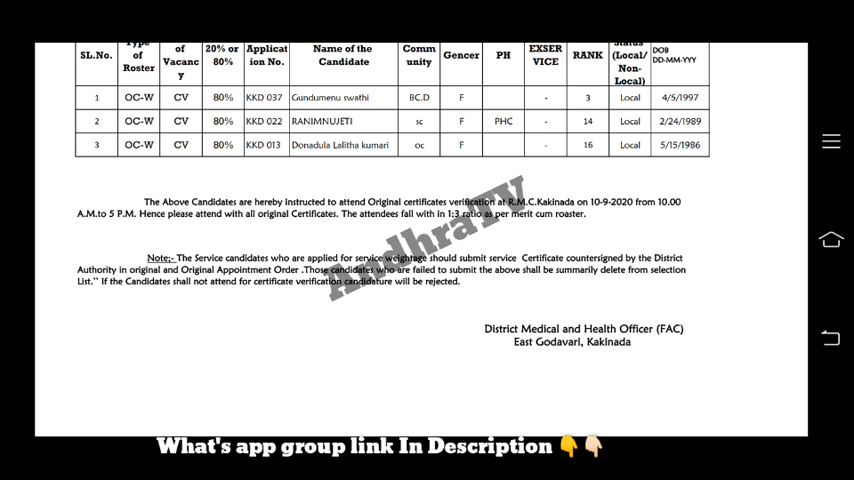 SL.No. Type of Roster of Vacancy 20% or 80% Application No. Name of the Candidate Community Gencer PH EXSERVICE RANK Status (Local/Non-Local) DOB DD-MM-YYY
1 OC-W CV 80% KKD 037 Gundumenu swathi BC.D F - 3 Local 4/5/1997
2 OC-W CV 80% KKD 022 RANIMNUJETI sc F PHC - 14 Local 2/24/1989
3 OC-W CV 80% KKD 013 Donadula Lalitha kumari oc F - 16 Local 5/15/1986
The Above Candidates are hereby instructed to attend Original certificates verification at R.M.C.Kakinada on 10-9-2020 from 10.00
A.M.to 5 P.M. Hence please attend with all original Certificates. The attendees fall with in 1:3 ratio as per merit cum roaster.
AndhraTV
Note;- The Service candidates who are applied for service weightage should submit service Certificate countersigned by the District
Authority in original and Original Appointment Order .Those candidates who are failed to submit the above shall be summarily delete from selection
List.`` If the Candidates shall not attend for certificate verification candidature will be rejected.
District Medical and Health Officer (FAC)
East Godavari, Kakinada
What's app group link In Description 👇👇🏻